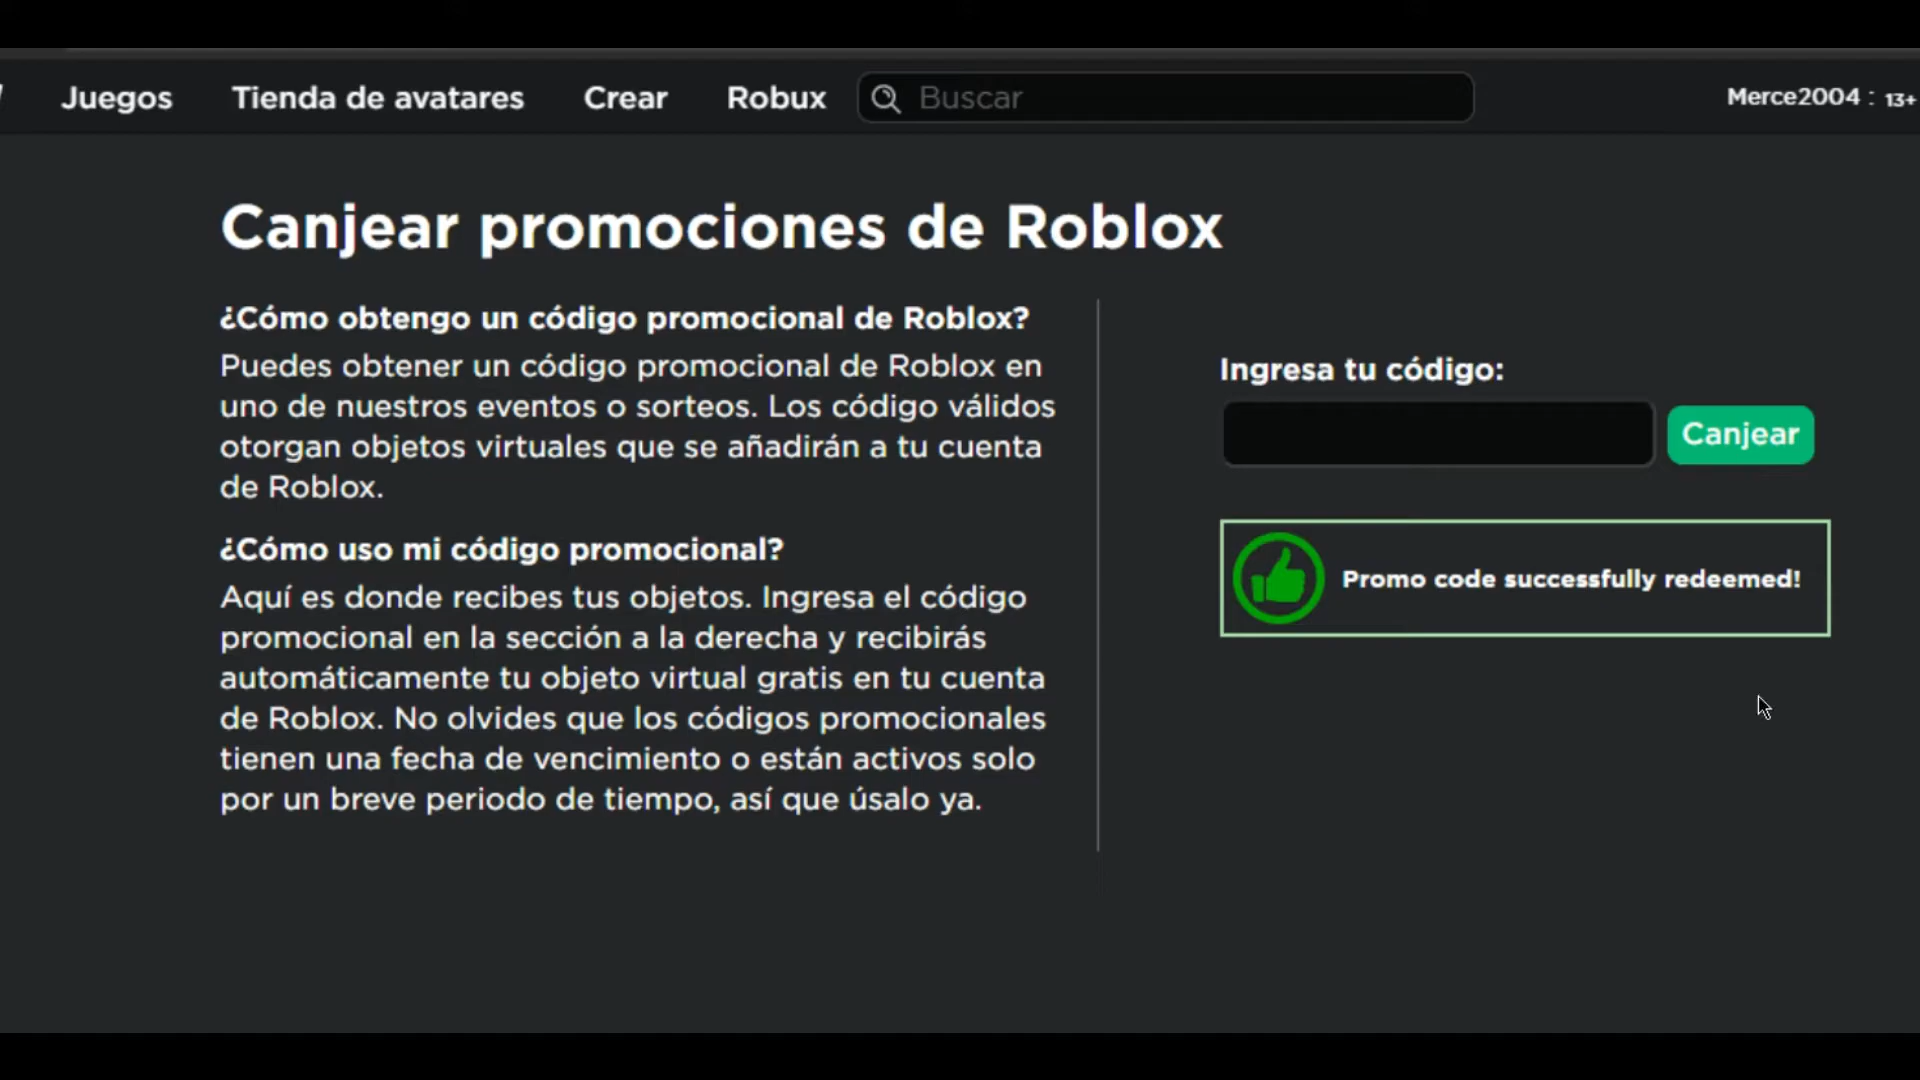 Juegos Tienda de avatares Crear Robux Buscar Merce2004 : 13+
Canjear promociones de Roblox
¿Cómo obtengo un código promocional de Roblox?
Puedes obtener un código promocional de Roblox en
uno de nuestros eventos o sorteos. Los código válidos
otorgan objetos virtuales que se añadirán a tu cuenta
de Roblox.
¿Cómo uso mi código promocional?
Aquí es donde recibes tus objetos. Ingresa el código
promocional en la sección a la derecha y recibirás
automáticamente tu objeto virtual gratis en tu cuenta
de Roblox. No olvides que los códigos promocionales
tienen una fecha de vencimiento o están activos solo
por un breve periodo de tiempo, así que úsalo ya.
Ingresa tu código:
Canjear
Promo code successfully redeemed!